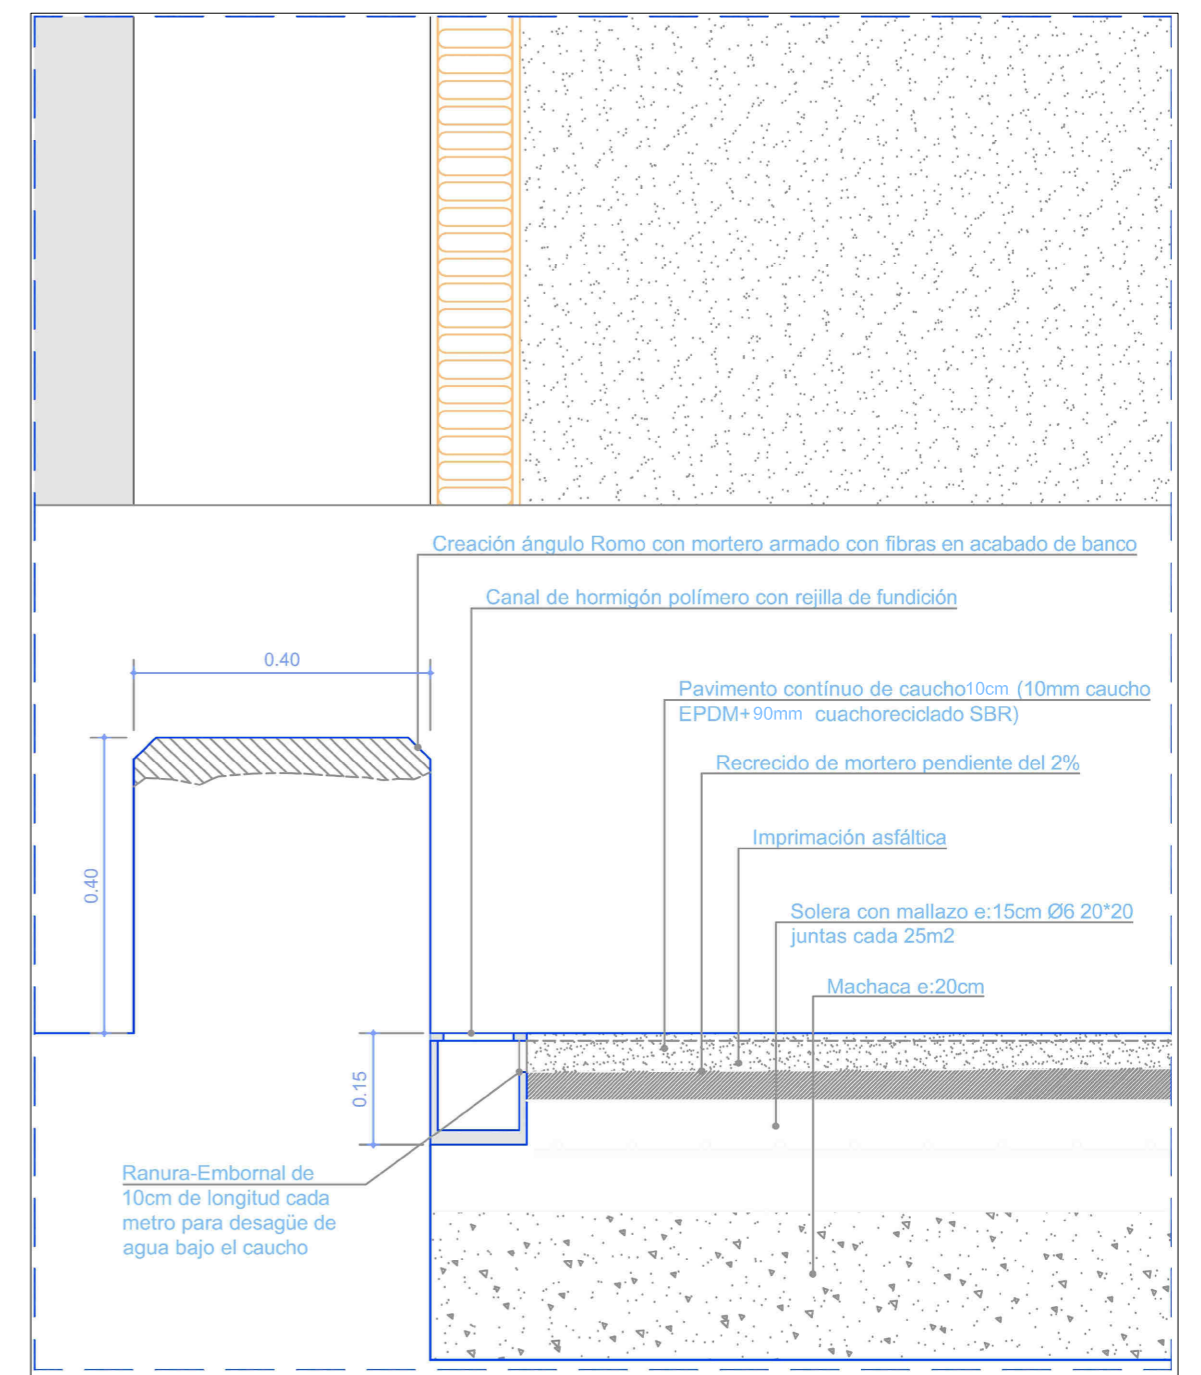 Creación ángulo Romo con mortero armado con fibras en acabado de banco
Canal de hormigón polímero con rejilla de fundición
0.40
Pavimento contínuo de caucho10cm (10mm caucho
EPDM+90mm cuachoreciclado SBR)
Recrecido de mortero pendiente del 2%
Imprimación asfáltica
0.40
Solera con mallazo e:15cm Ø6 20*20
juntas cada 25m2
Machaca e:20cm
0.15
Ranura-Embornal de
10cm de longitud cada
metro para desagüe de
agua bajo el caucho